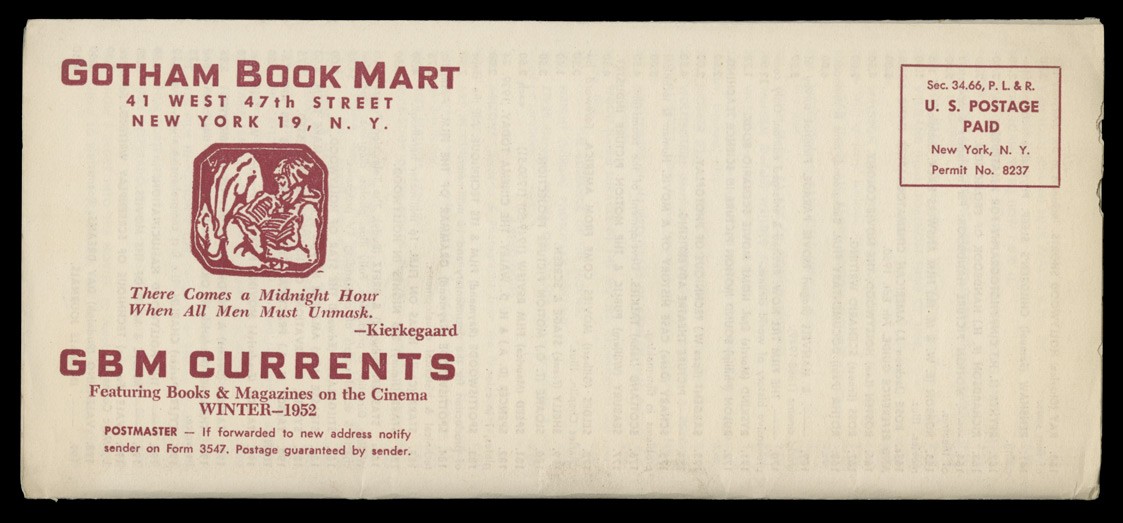 GOTHAM BOOK MART
41 WEST 47th STREET
NEW YORK 19, N. Y.
There Comes a Midnight Hour
When All Men Must Unmask.
—Kierkegaard
GBM CURRENTS
Featuring Books & Magazines on the Cinema
WINTER—1952
POSTMASTER — If forwarded to new address notify
sender on Form 3547. Postage guaranteed by sender.
Sec. 34.66, P. L. & R.
U. S. POSTAGE
PAID
New York, N. Y.
Permit No. 8237